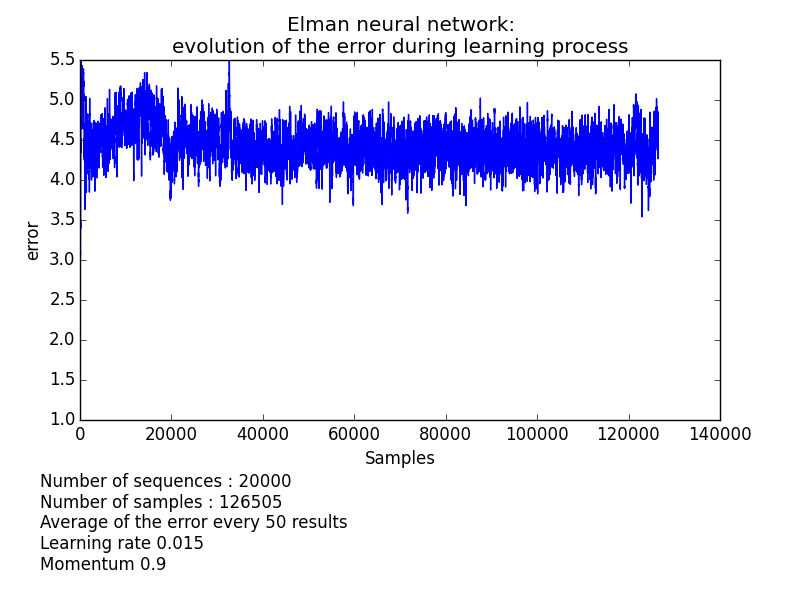 Elman neural network:
evolution of the error during learning process
5.5
5.0
4.5
4.0
3.5
3.0
2.5
2.0
1.5
1.0
error
0 20000 40000 60000 80000 100000 120000 140000
Samples
Number of sequences : 20000
Number of samples : 126505
Average of the error every 50 results
Learning rate 0.015
Momentum 0.9